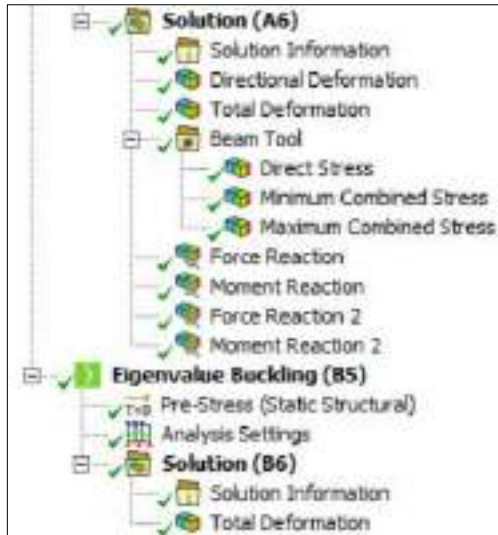 Solution (A6)
Solution Information
Directional Deformation
Total Deformation
Beam Tool
Direct Stress
Minimum Combined Stress
Maximum Combined Stress
Force Reaction
Moment Reaction
Force Reaction 2
Moment Reaction 2
Eigenvalue Buckling (B5)
T=0 Pre-Stress (Static Structural)
Analysis Settings
Solution (B6)
Solution Information
Total Deformation